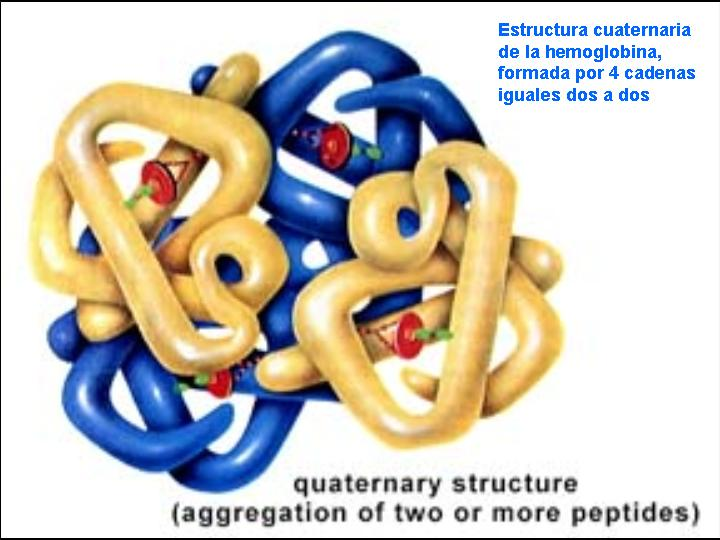 Estructura cuaternaria
de la hemoglobina,
formada por 4 cadenas
iguales dos a dos
quaternary structure
(aggregation of two or more peptides)